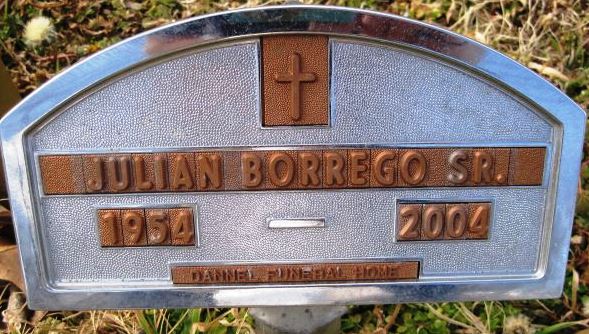 JULIAN BORREGO SR.
1954 — 2004
DANNEL FUNERAL HOME